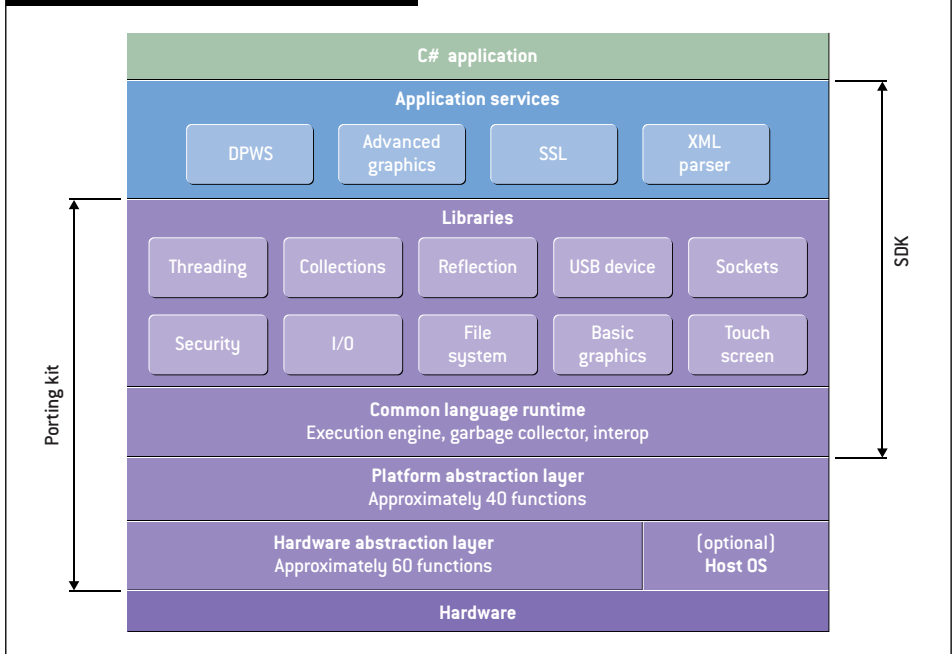 C# application
Application services
DPWS
Advanced
graphics
SSL
XML
parser
Libraries
Threading
Collections
Reflection
USB device
Sockets
Security
I/O
File
system
Basic
graphics
Touch
screen
Common language runtime
Execution engine, garbage collector, interop
Platform abstraction layer
Approximately 40 functions
Hardware abstraction layer
Approximately 60 functions
(optional)
Host OS
Hardware
Porting kit
SDK